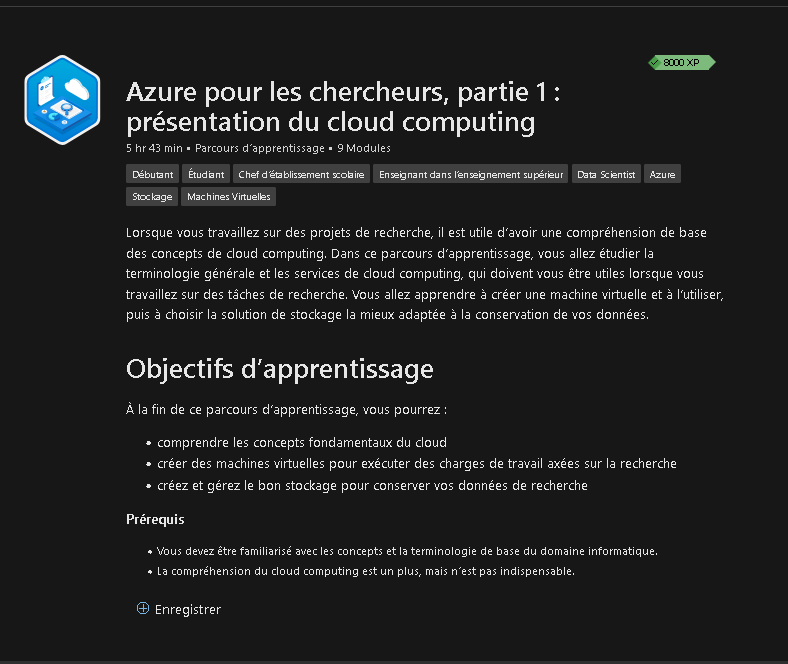 8000 XP
Azure pour les chercheurs, partie 1 :
présentation du cloud computing
5 hr 43 min • Parcours d'apprentissage • 9 Modules
Débutant Étudiant Chef d'établissement scolaire Enseignant dans l'enseignement supérieur Data Scientist Azure
Stockage Machines Virtuelles
Lorsque vous travaillez sur des projets de recherche, il est utile d'avoir une compréhension de base
des concepts de cloud computing. Dans ce parcours d'apprentissage, vous allez étudier la
terminologie générale et les services de cloud computing, qui doivent vous être utiles lorsque vous
travaillez sur des tâches de recherche. Vous allez apprendre à créer une machine virtuelle et à l'utiliser,
puis à choisir la solution de stockage la mieux adaptée à la conservation de vos données.
Objectifs d'apprentissage
À la fin de ce parcours d'apprentissage, vous pourrez :
• comprendre les concepts fondamentaux du cloud
• créer des machines virtuelles pour exécuter des charges de travail axées sur la recherche
• créez et gérez le bon stockage pour conserver vos données de recherche
Prérequis
• Vous devez être familiarisé avec les concepts et la terminologie de base du domaine informatique.
• La compréhension du cloud computing est un plus, mais n'est pas indispensable.
Enregistrer